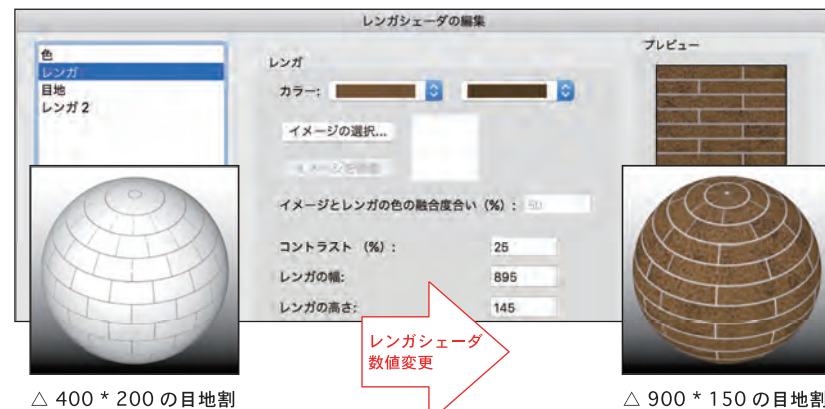 レンガシェーダの編集
色
レンガ
目地
レンガ 2
レンガ
カラー:
イメージの選択...
イメージとレンガの色の融合度合い (%) : 50
コントラスト (%) : 25
レンガの幅: 895
レンガの高さ: 145
プレビュー
レンガシェーダ
数値変更
△ 400 * 200 の目地割
△ 900 * 150 の目地割